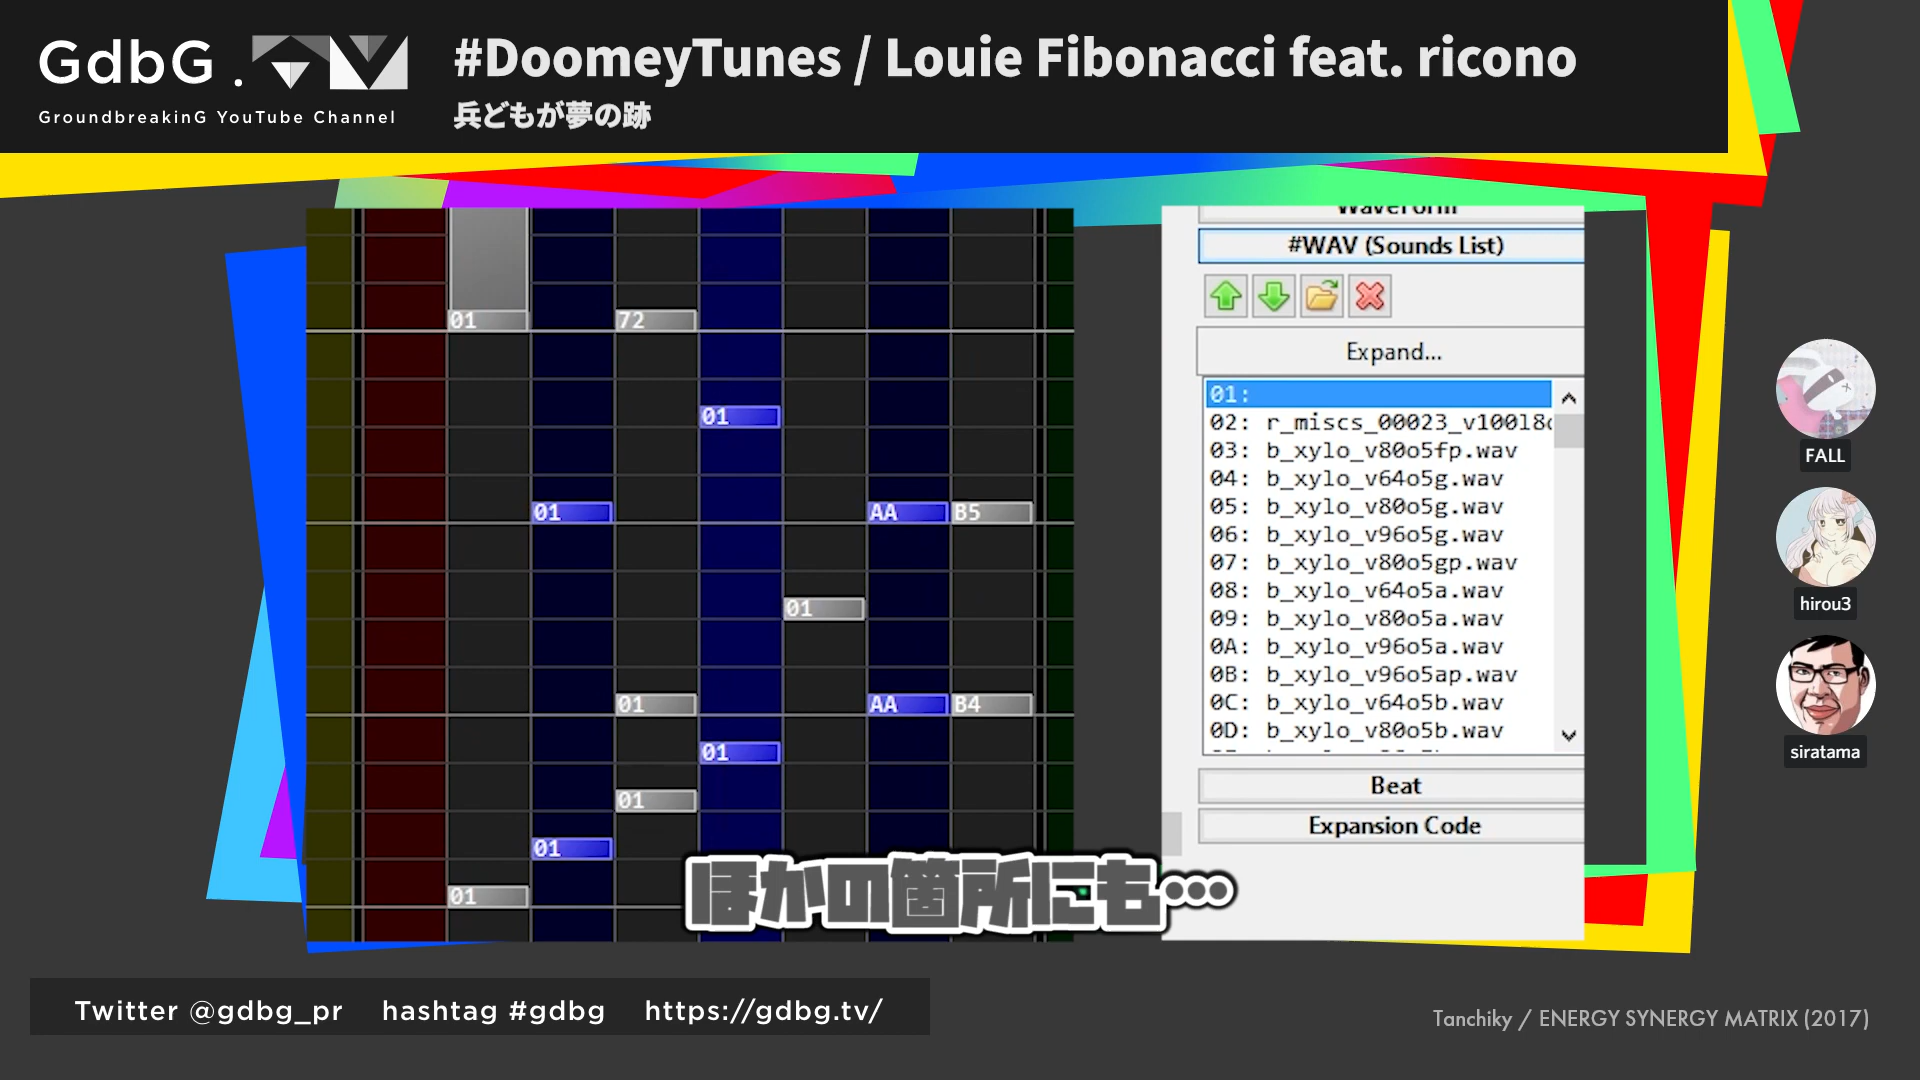 GdbG.TV
GroundbreakinG YouTube Channel
#DoomeyTunes / Louie Fibonacci feat. ricono
兵どもが夢の跡
01
72
01
01
AA
B5
01
01
AA
B4
01
01
01
01
Waveform
#WAV (Sounds List)
Expand...
01:
02: r_miscs_00023_v100l8
03: b_xylo_v80o5fp.wav
04: b_xylo_v64o5g.wav
05: b_xylo_v80o5g.wav
06: b_xylo_v96o5g.wav
07: b_xylo_v80o5gp.wav
08: b_xylo_v64o5a.wav
09: b_xylo_v80o5a.wav
0A: b_xylo_v96o5a.wav
0B: b_xylo_v96o5ap.wav
0C: b_xylo_v64o5b.wav
0D: b_xylo_v80o5b.wav
Beat
Expansion Code
ほかの箇所にも…
FALL
hirou3
siratama
Twitter @gdbg_pr hashtag #gdbg https://gdbg.tv/
Tanchiky / ENERGY SYNERGY MATRIX (2017)